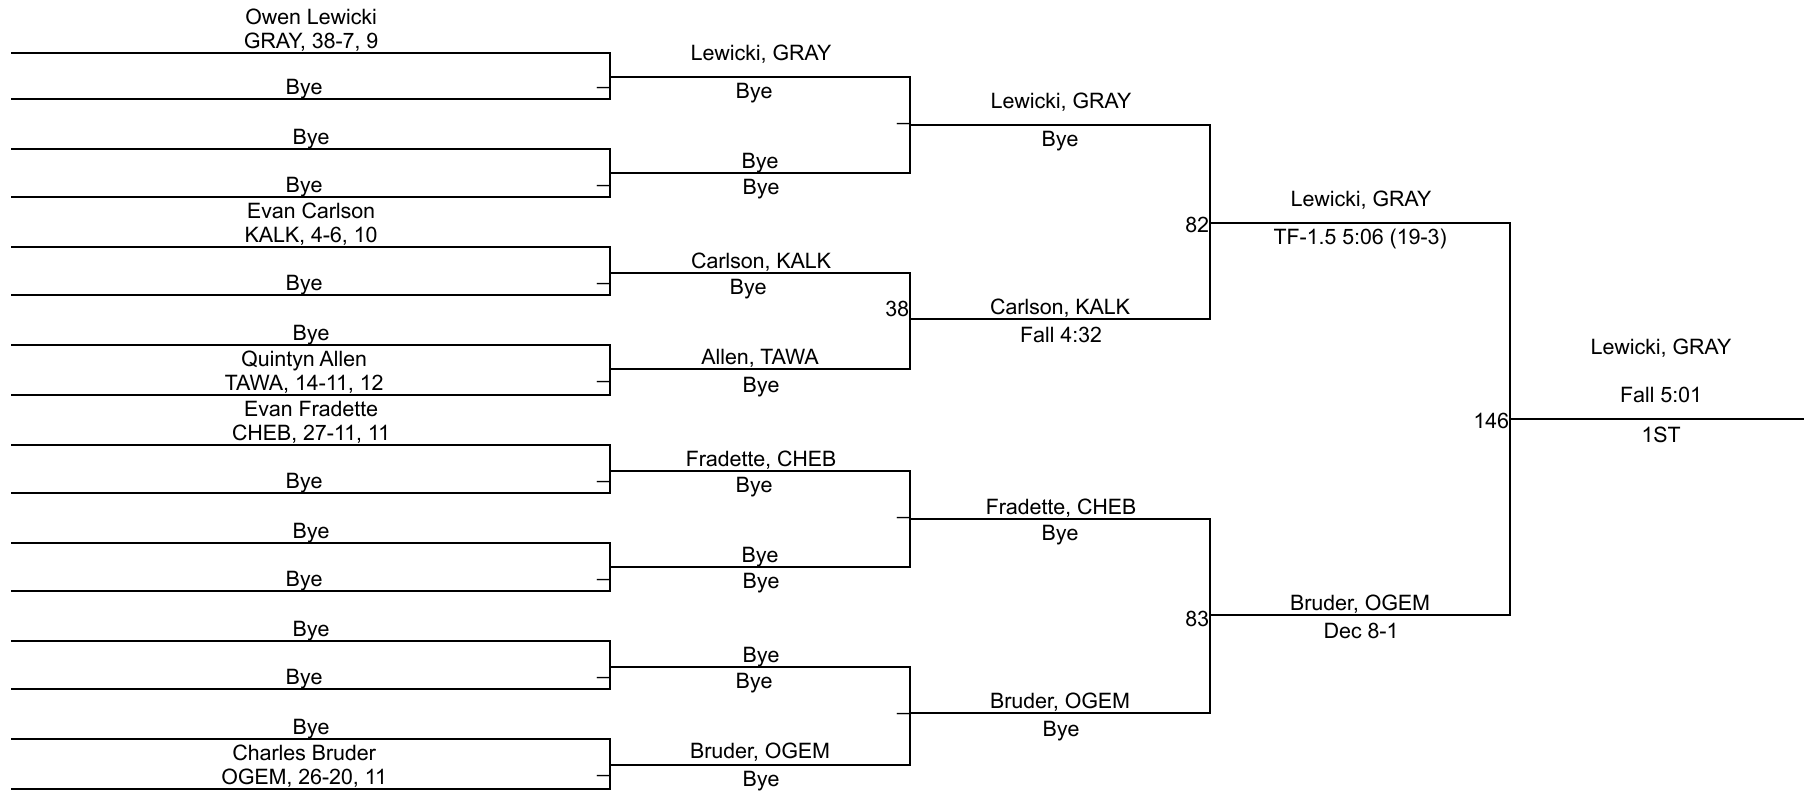 Owen Lewicki
GRAY, 38-7, 9
Bye
Bye
Bye
Evan Carlson
KALK, 4-6, 10
Bye
Bye
Quintyn Allen
TAWA, 14-11, 12
Evan Fradette
CHEB, 27-11, 11
Bye
Bye
Bye
Bye
Bye
Bye
Charles Bruder
OGEM, 26-20, 11
Lewicki, GRAY
Bye
Bye
Bye
Carlson, KALK
Bye
38
Allen, TAWA
Bye
Fradette, CHEB
Bye
Bye
Bye
Bye
Bye
Bruder, OGEM
Bye
Lewicki, GRAY
Bye
82
Carlson, KALK
Fall 4:32
Fradette, CHEB
Bye
83
Bruder, OGEM
Bye
Lewicki, GRAY
TF-1.5 5:06 (19-3)
146
Bruder, OGEM
Dec 8-1
Lewicki, GRAY
Fall 5:01
1ST